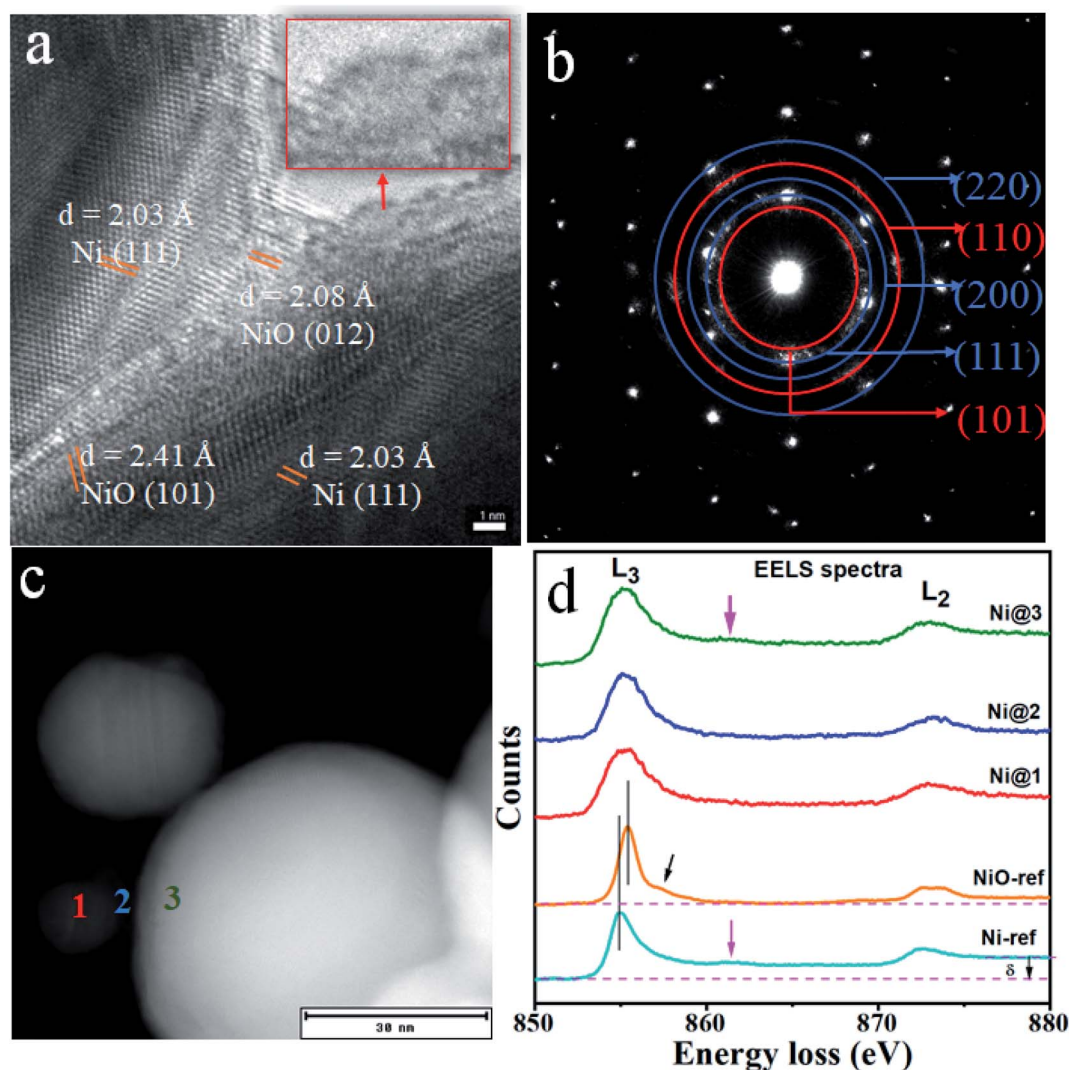 a
d = 2.03 Å
Ni (111)
d = 2.08 Å
NiO (012)
d = 2.41 Å
NiO (101)
d = 2.03 Å
Ni (111)
1 nm
b
(220)
(110)
(200)
(111)
(101)
c
1
2
3
30 nm
d
EELS spectra
L3
L2
Ni@3
Ni@2
Ni@1
NiO-ref
Ni-ref
δ
Counts
850
860
870
880
Energy loss (eV)